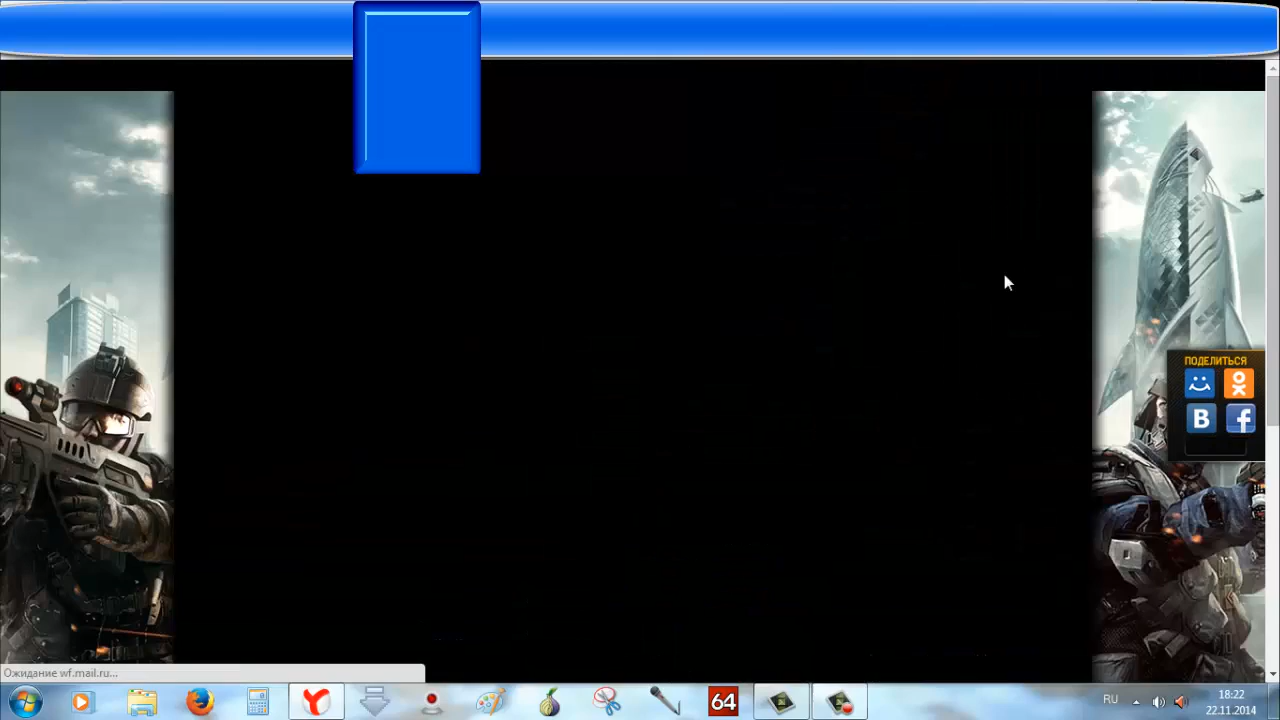 ПОДЕЛИТЬСЯ
B
f
Ожидание wf.mail.ru...
64
RU
18:22
22.11.2014